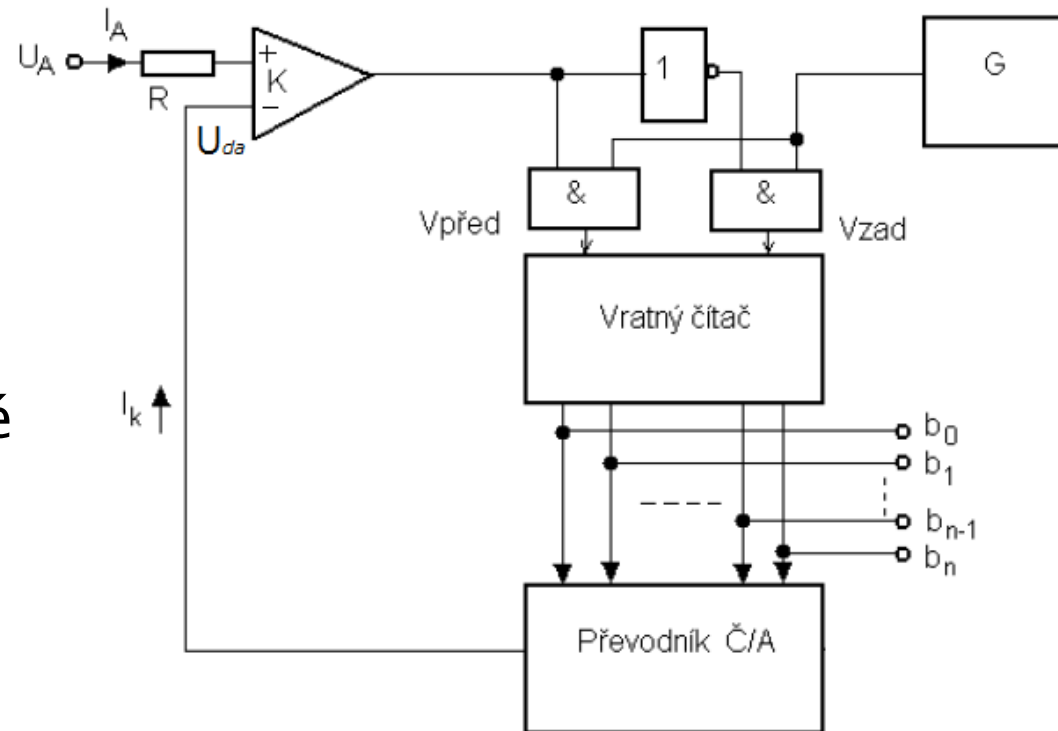 I_A
U_A
R
+
K
−
U_da
1
G
&
&
Vpřed
Vzad
Vratný čítač
I_k
é
b_0
b_1
b_n-1
b_n
Převodník Č/A